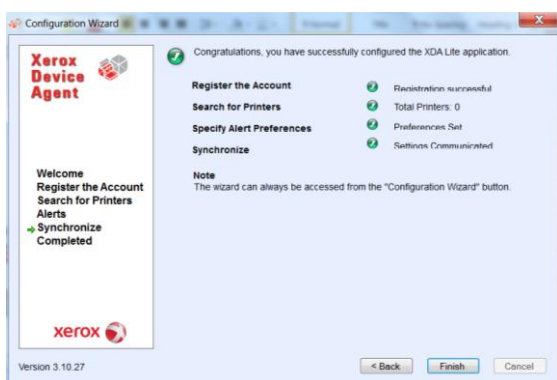 Configuration Wizard
Xerox
Device
Agent
Congratulations, you have successfully configured the XDA Lite application.
Register the Account
Registration successful
Search for Printers
Total Printers: 0
Specify Alert Preferences
Preferences Set
Synchronize
Settings Communicated
Note
The wizard can always be accessed from the "Configuration Wizard" button.
Welcome
Register the Account
Search for Printers
Alerts
Synchronize
Completed
xerox
Version 3.10.27
< Back
Finish
Cancel